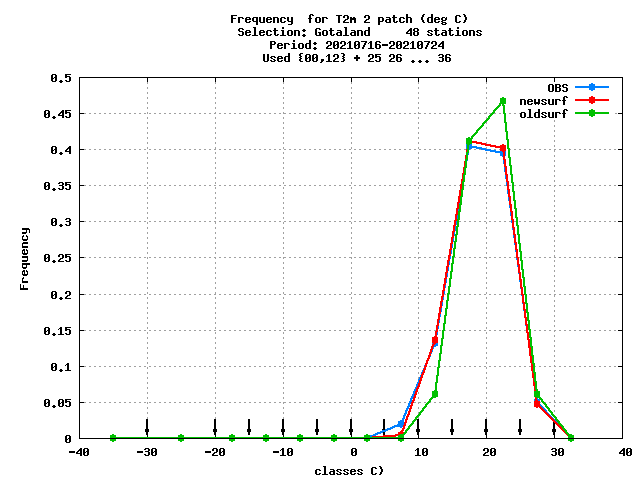 Frequency  for T2m 2 patch (deg C)
Selection: Gotaland     48 stations
Period: 20210716-20210724
Used {00,12} + 25 26 ... 36
0.5
OBS
newsurf
oldsurf
0.45
0.4
0.35
0.3
0.25
0.2
0.15
0.1
0.05
0
Frequency
-40 -30 -20 -10 0 10 20 30 40
classes C)